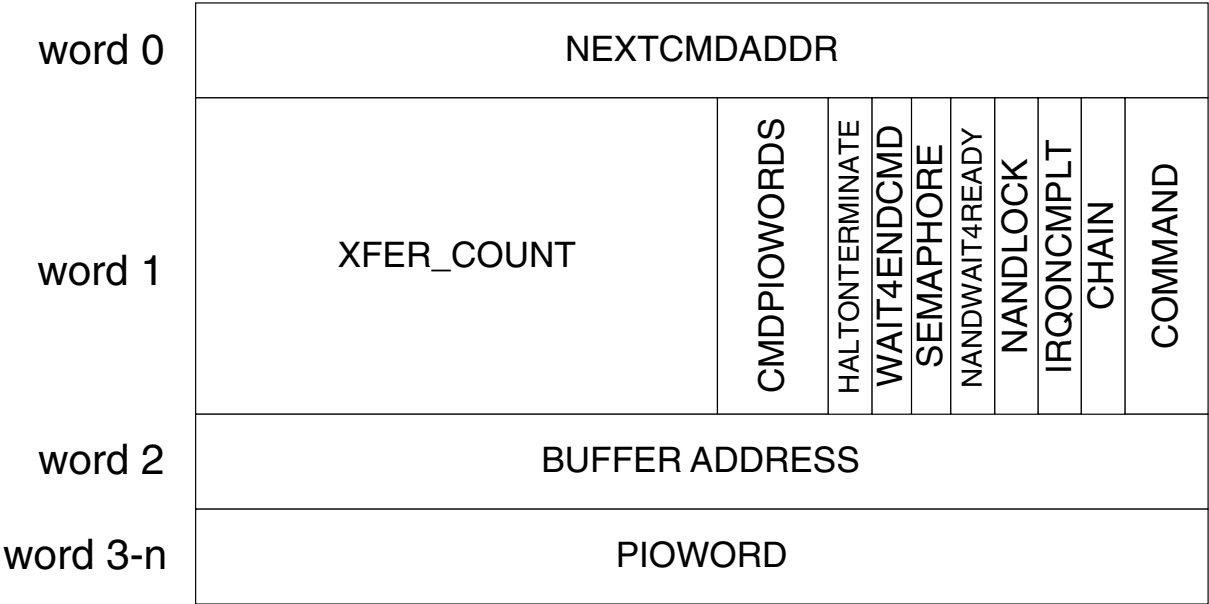 word 0
NEXTCMDADDR
word 1
XFER_COUNT
CMDPIOWORDS
HALTONTERMINATE
WAIT4ENDCMD
SEMAPHORE
NANDWAIT4READY
NANDLOCK
IRQONCMPLT
CHAIN
COMMAND
word 2
BUFFER ADDRESS
word 3-n
PIOWORD